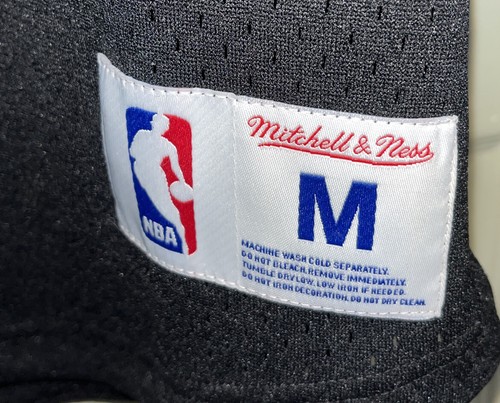 NBA
Mitchell & Ness
M
MACHINE WASH COLD SEPARATELY.
DO NOT BLEACH. REMOVE IMMEDIATELY.
TUMBLE DRY LOW, LOW IRON IF NEEDED.
DO NOT IRON DECORATION, DO NOT DRY CLEAN.